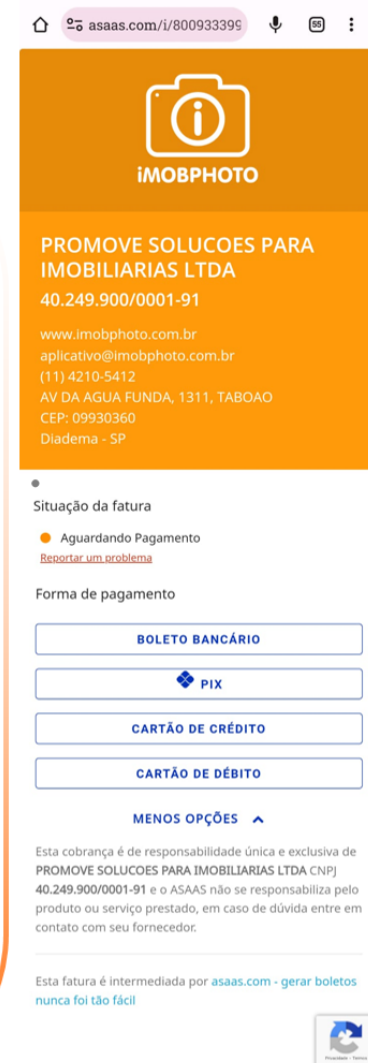 asaas.com/i/800933399
55
iMOBPHOTO
PROMOVE SOLUCOES PARA
IMOBILIARIAS LTDA
40.249.900/0001-91
www.imobphoto.com.br
aplicativo@imobphoto.com.br
(11) 4210-5412
AV DA AGUA FUNDA, 1311, TABOAO
CEP: 09930360
Diadema - SP
Situação da fatura
Aguardando Pagamento
Reportar um problema
Forma de pagamento
BOLETO BANCÁRIO
PIX
CARTÃO DE CRÉDITO
CARTÃO DE DÉBITO
MENOS OPÇÕES
Esta cobrança é de responsabilidade única e exclusiva de
PROMOVE SOLUCOES PARA IMOBILIARIAS LTDA CNPJ
40.249.900/0001-91 e o ASAAS não se responsabiliza pelo
produto ou serviço prestado, em caso de dúvida entre em
contato com seu fornecedor.
Esta fatura é intermediada por asaas.com - gerar boletos
nunca foi tão fácil
Privacidade - Termos